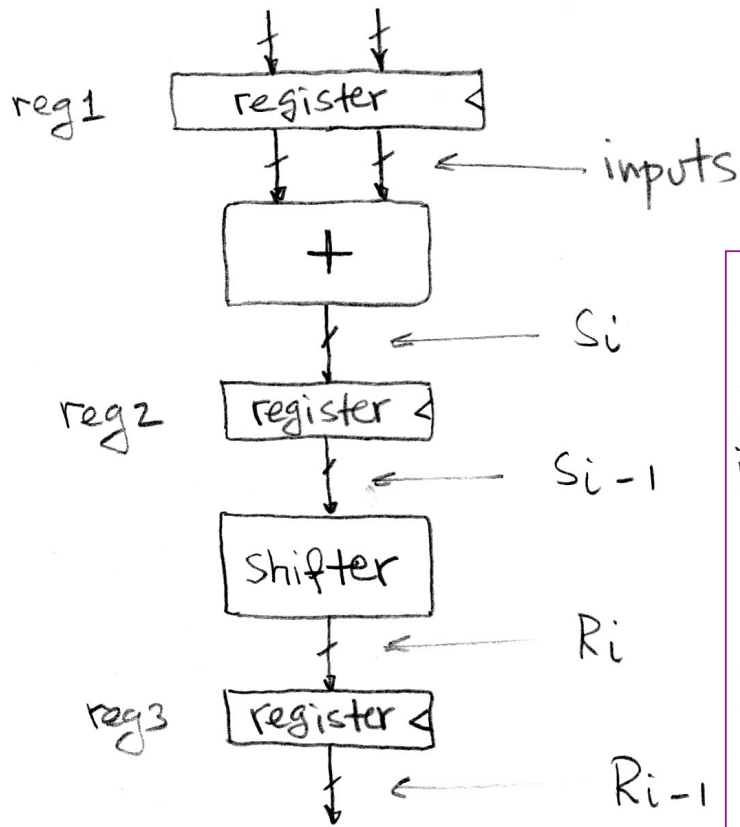 reg1
register
inputs
+
Si
reg2
register
Si-1
Shifter
Ri
reg3
register
Ri-1